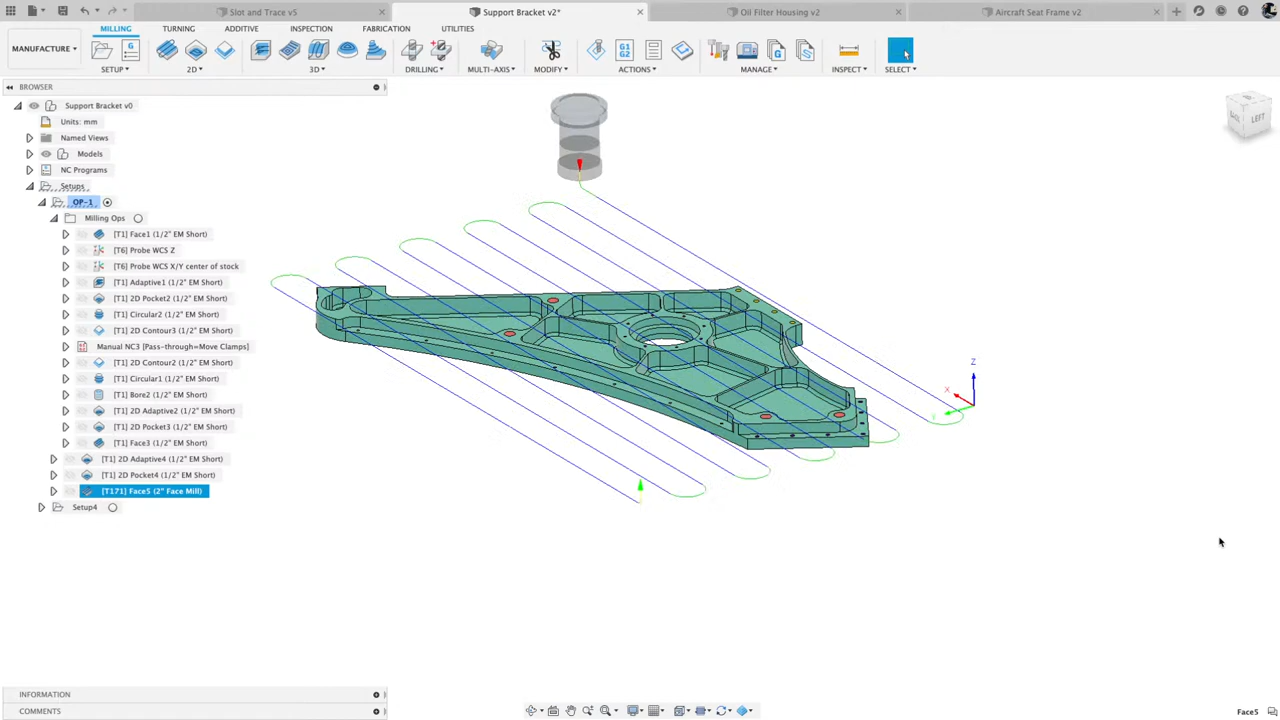 Slot and Trace v5
Support Bracket v2*
Oil Filter Housing v2
Aircraft Seat Frame v2
MILLING
TURNING
ADDITIVE
INSPECTION
FABRICATION
UTILITIES
MANUFACTURE
SETUP
2D
3D
DRILLING
MULTI-AXIS
MODIFY
ACTIONS
MANAGE
INSPECT
SELECT
G1
G2
BROWSER
Support Bracket v0
Units: mm
Named Views
Models
NC Programs
Setups
OP-1
Milling Ops
[T1] Face1 (1/2" EM Short)
[T6] Probe WCS Z
[T6] Probe WCS X/Y center of stock
[T1] Adaptive1 (1/2" EM Short)
[T1] 2D Pocket2 (1/2" EM Short)
[T1] Circular2 (1/2" EM Short)
[T1] 2D Contour3 (1/2" EM Short)
Manual NC3 [Pass-through=Move Clamps]
[T1] 2D Contour2 (1/2" EM Short)
[T1] Circular1 (1/2" EM Short)
[T1] Bore2 (1/2" EM Short)
[T1] 2D Adaptive2 (1/2" EM Short)
[T1] 2D Pocket3 (1/2" EM Short)
[T1] Face3 (1/2" EM Short)
[T1] 2D Adaptive4 (1/2" EM Short)
[T1] 2D Pocket4 (1/2" EM Short)
[T171] Face5 (2" Face Mill)
Setup4
LEFT
Z
X
Y
INFORMATION
COMMENTS
Face5